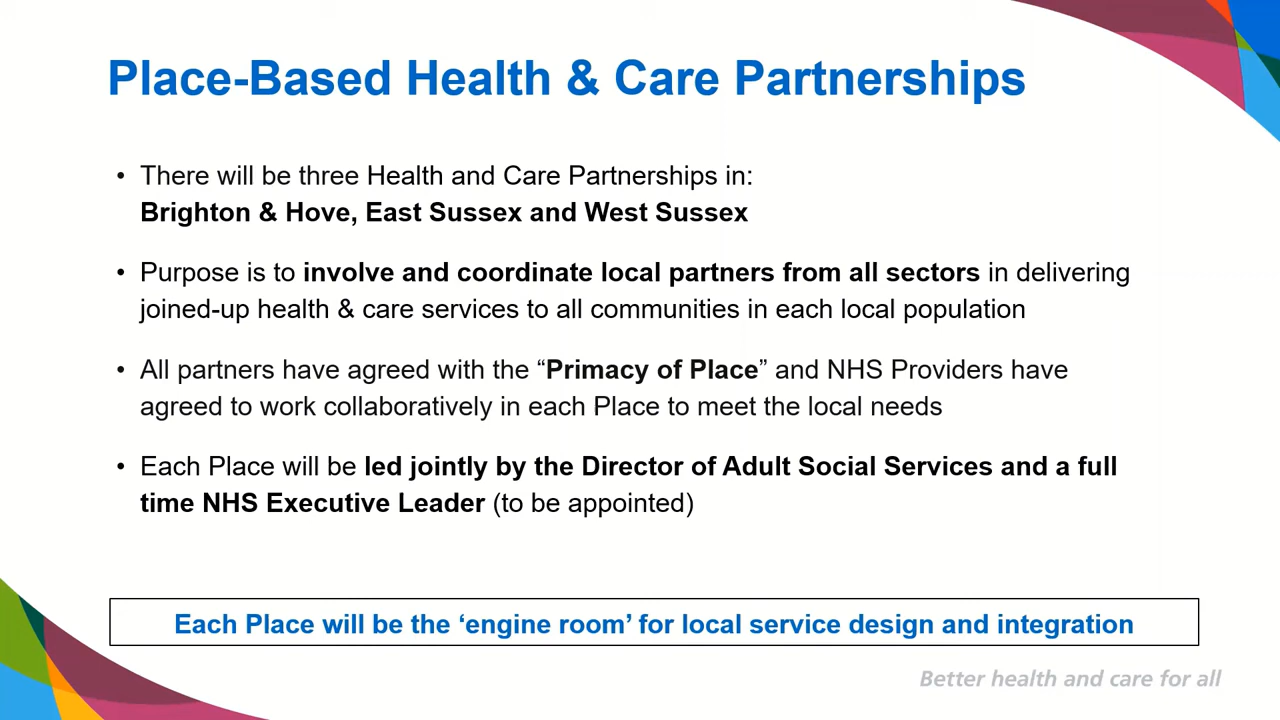 Place-Based Health & Care Partnerships
• There will be three Health and Care Partnerships in:
Brighton & Hove, East Sussex and West Sussex
• Purpose is to involve and coordinate local partners from all sectors in delivering
joined-up health & care services to all communities in each local population
• All partners have agreed with the “Primacy of Place” and NHS Providers have
agreed to work collaboratively in each Place to meet the local needs
• Each Place will be led jointly by the Director of Adult Social Services and a full
time NHS Executive Leader (to be appointed)
Each Place will be the ‘engine room’ for local service design and integration
Better health and care for all